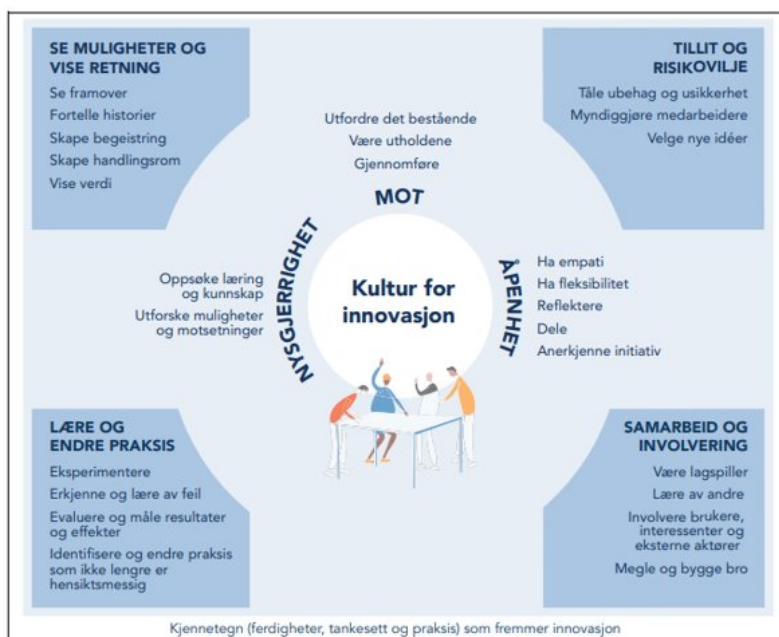 SE MULIGHETER OG
VISE RETNING
Se framover
Fortelle historier
Skape begeistring
Skape handlingsrom
Vise verdi
Utfordre det bestående
Være utholdene
Gjennomføre
MOT
TILLIT OG
RISIKOVILJE
Tåle ubehag og usikkerhet
Myndiggjøre medarbeidere
Velge nye idéer
Oppsøke læring
og kunnskap
Utforske muligheter
og motsetninger
NYSGJERRIGHET
Kultur for
innovasjon
ÅPENHET
Ha empati
Ha fleksibilitet
Reflektere
Dele
Anerkjenne initiativ
LÆRE OG
ENDRE PRAKSIS
Eksperimentere
Erkjenne og lære av feil
Evaluere og måle resultater
og effekter
Identifisere og endre praksis
som ikke lengre er
hensiktsmessig
SAMARBEID OG
INVOLVERING
Være lagspiller
Lære av andre
Involvere brukere,
interessenter og
eksterne aktører
Megle og bygge bro
Kjennetegn (ferdigheter, tankesett og praksis) som fremmer innovasjon